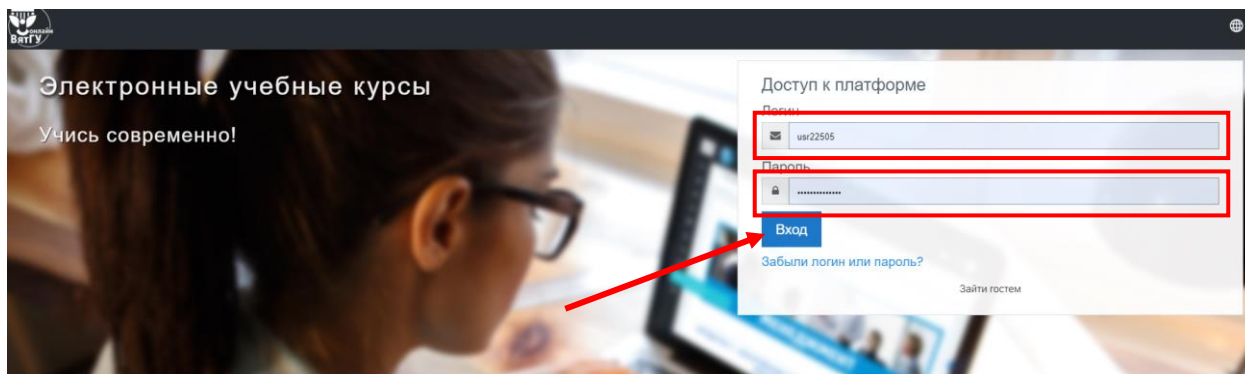 онлайн
ВятГУ
Электронные учебные курсы
Учись современно!
Доступ к платформе
Логин
usr22505
Пароль
Вход
Забыли логин или пароль?
Зайти гостем
МЕНЕДЖМЕНТ